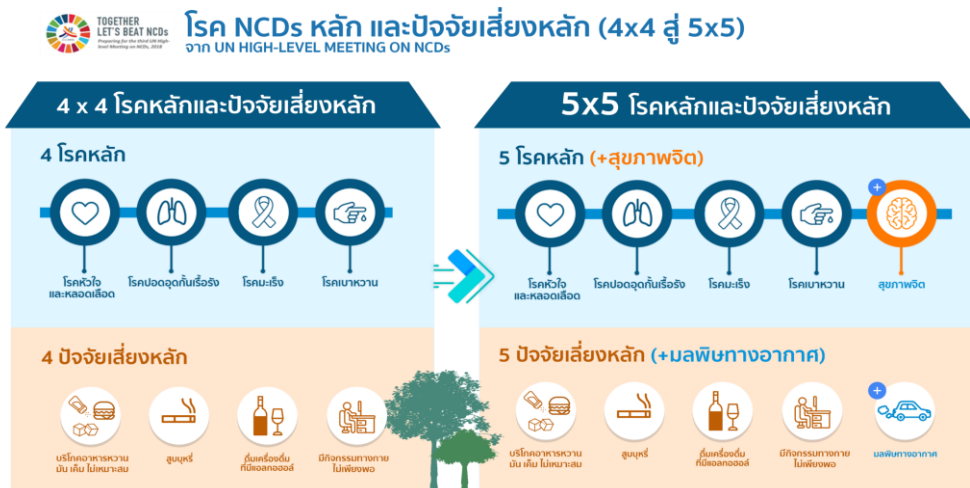 TOGETHER
LET'S BEAT NCDs
Preparing for the third UN High-
level Meeting on NCDs, 2018
โรค NCDs หลัก และปัจจัยเสี่ยงหลัก (4x4 สู่ 5x5)
จาก UN HIGH-LEVEL MEETING ON NCDs
4 x 4 โรคหลักและปัจจัยเสี่ยงหลัก
4 โรคหลัก
โรคหัวใจ
และหลอดเลือด
โรคปอดอุดกั้นเรื้อรัง
โรคมะเร็ง
โรคเบาหวาน
4 ปัจจัยเสี่ยงหลัก
บริโภคอาหารหวาน
มัน เค็ม ไม่เหมาะสม
สูบบุหรี่
ดื่มเครื่องดื่ม
ที่มีแอลกอฮอล์
มีกิจกรรมทางกาย
ไม่เพียงพอ
5x5 โรคหลักและปัจจัยเสี่ยงหลัก
5 โรคหลัก (+สุขภาพจิต)
โรคหัวใจ
และหลอดเลือด
โรคปอดอุดกั้นเรื้อรัง
โรคมะเร็ง
โรคเบาหวาน
สุขภาพจิต
5 ปัจจัยเลี่ยงหลัก (+มลพิษทางอากาศ)
บริโภคอาหารหวาน
มัน เค็ม ไม่เหมาะสม
สูบบุหรี่
ดื่มเครื่องดื่ม
ที่มีแอลกอฮอล์
มีกิจกรรมทางกาย
ไม่เพียงพอ
มลพิษทางอากาศ